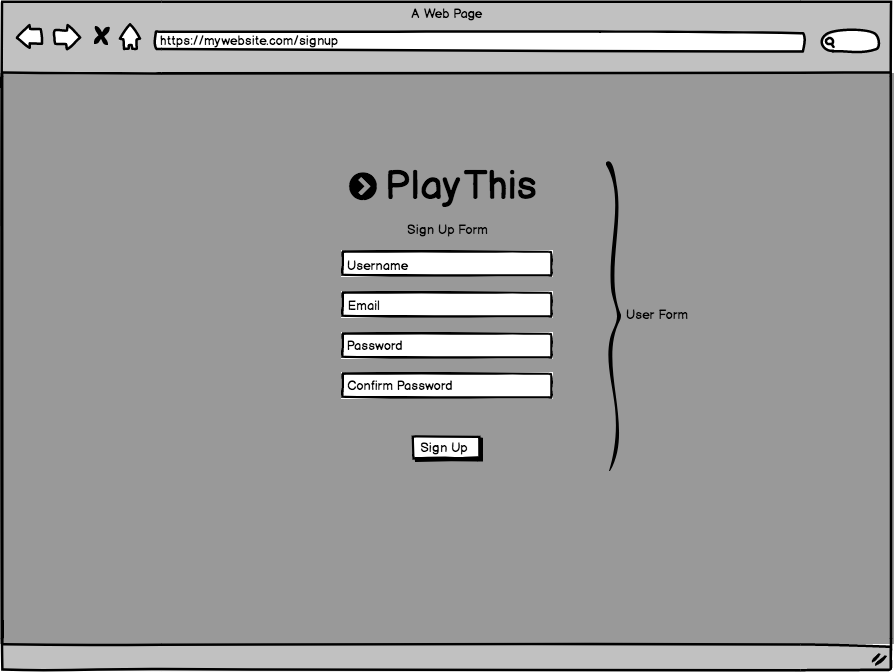 A Web Page
https://mywebsite.com/signup
PlayThis
Sign Up Form
Username
Email
Password
Confirm Password
User Form
Sign Up